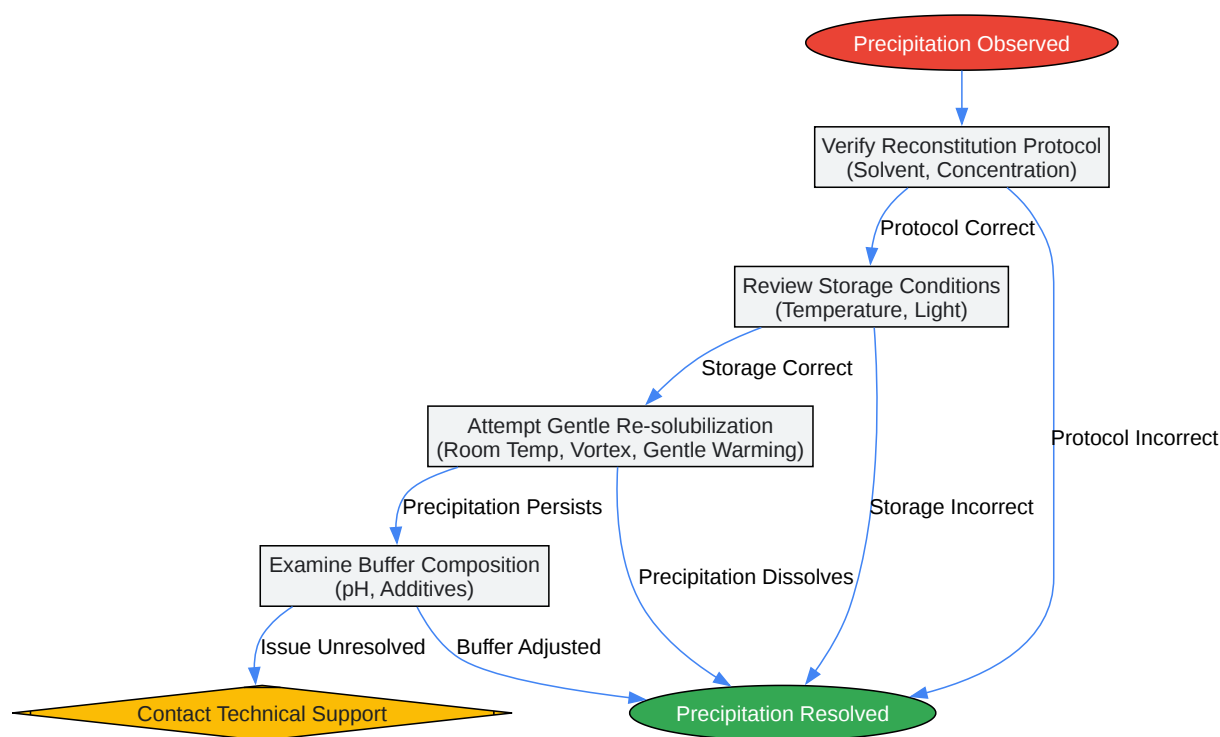 Precipitation Observed
Verify Reconstitution Protocol
(Solvent, Concentration)
Protocol Correct
Review Storage Conditions
(Temperature, Light)
Storage Correct
Attempt Gentle Re-solubilization
(Room Temp, Vortex, Gentle Warming)
Protocol Incorrect
Precipitation Persists
Storage Incorrect
Examine Buffer Composition
(pH, Additives)
Precipitation Dissolves
Issue Unresolved
Buffer Adjusted
Contact Technical Support
Precipitation Resolved